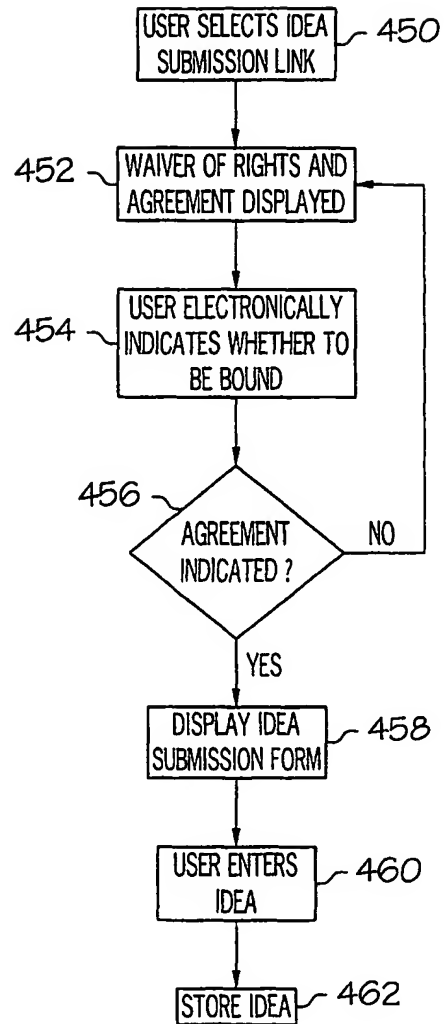 USER SELECTS IDEA
SUBMISSION LINK
450
452
WAIVER OF RIGHTS AND
AGREEMENT DISPLAYED
454
USER ELECTRONICALLY
INDICATES WHETHER TO
BE BOUND
456
AGREEMENT
INDICATED ?
NO
YES
DISPLAY IDEA
SUBMISSION FORM
458
USER ENTERS
IDEA
460
STORE IDEA
462